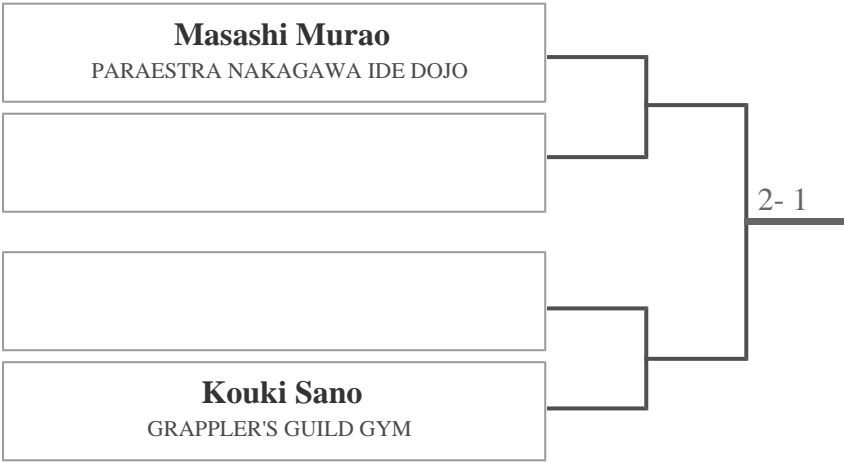 Masashi Murao
PARAESTRA NAKAGAWA IDE DOJO
2- 1
Kouki Sano
GRAPPLER'S GUILD GYM